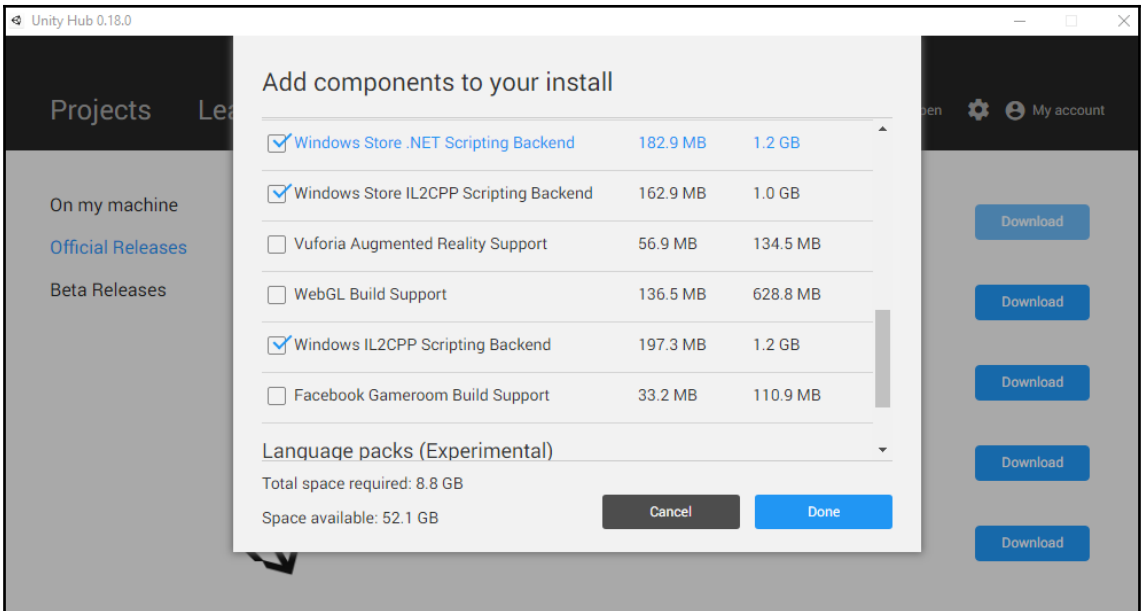 Unity Hub 0.18.0
Add components to your install
Projects Lea pen My account
Windows Store .NET Scripting Backend 182.9 MB 1.2 GB
Windows Store IL2CPP Scripting Backend 162.9 MB 1.0 GB
On my machine
Download
Official Releases
Vuforia Augmented Reality Support 56.9 MB 134.5 MB
Beta Releases
WebGL Build Support 136.5 MB 628.8 MB
Download
Windows IL2CPP Scripting Backend 197.3 MB 1.2 GB
Download
Facebook Gameroom Build Support 33.2 MB 110.9 MB
Language packs (Experimental)
Download
Total space required: 8.8 GB
Space available: 52.1 GB
Cancel Done
Download